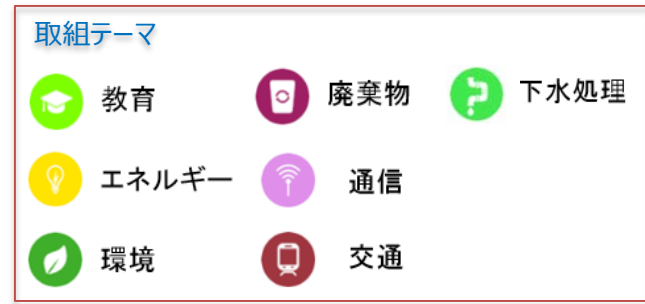 取組テーマ
教育
廃棄物
下水処理
エネルギー
通信
環境
交通